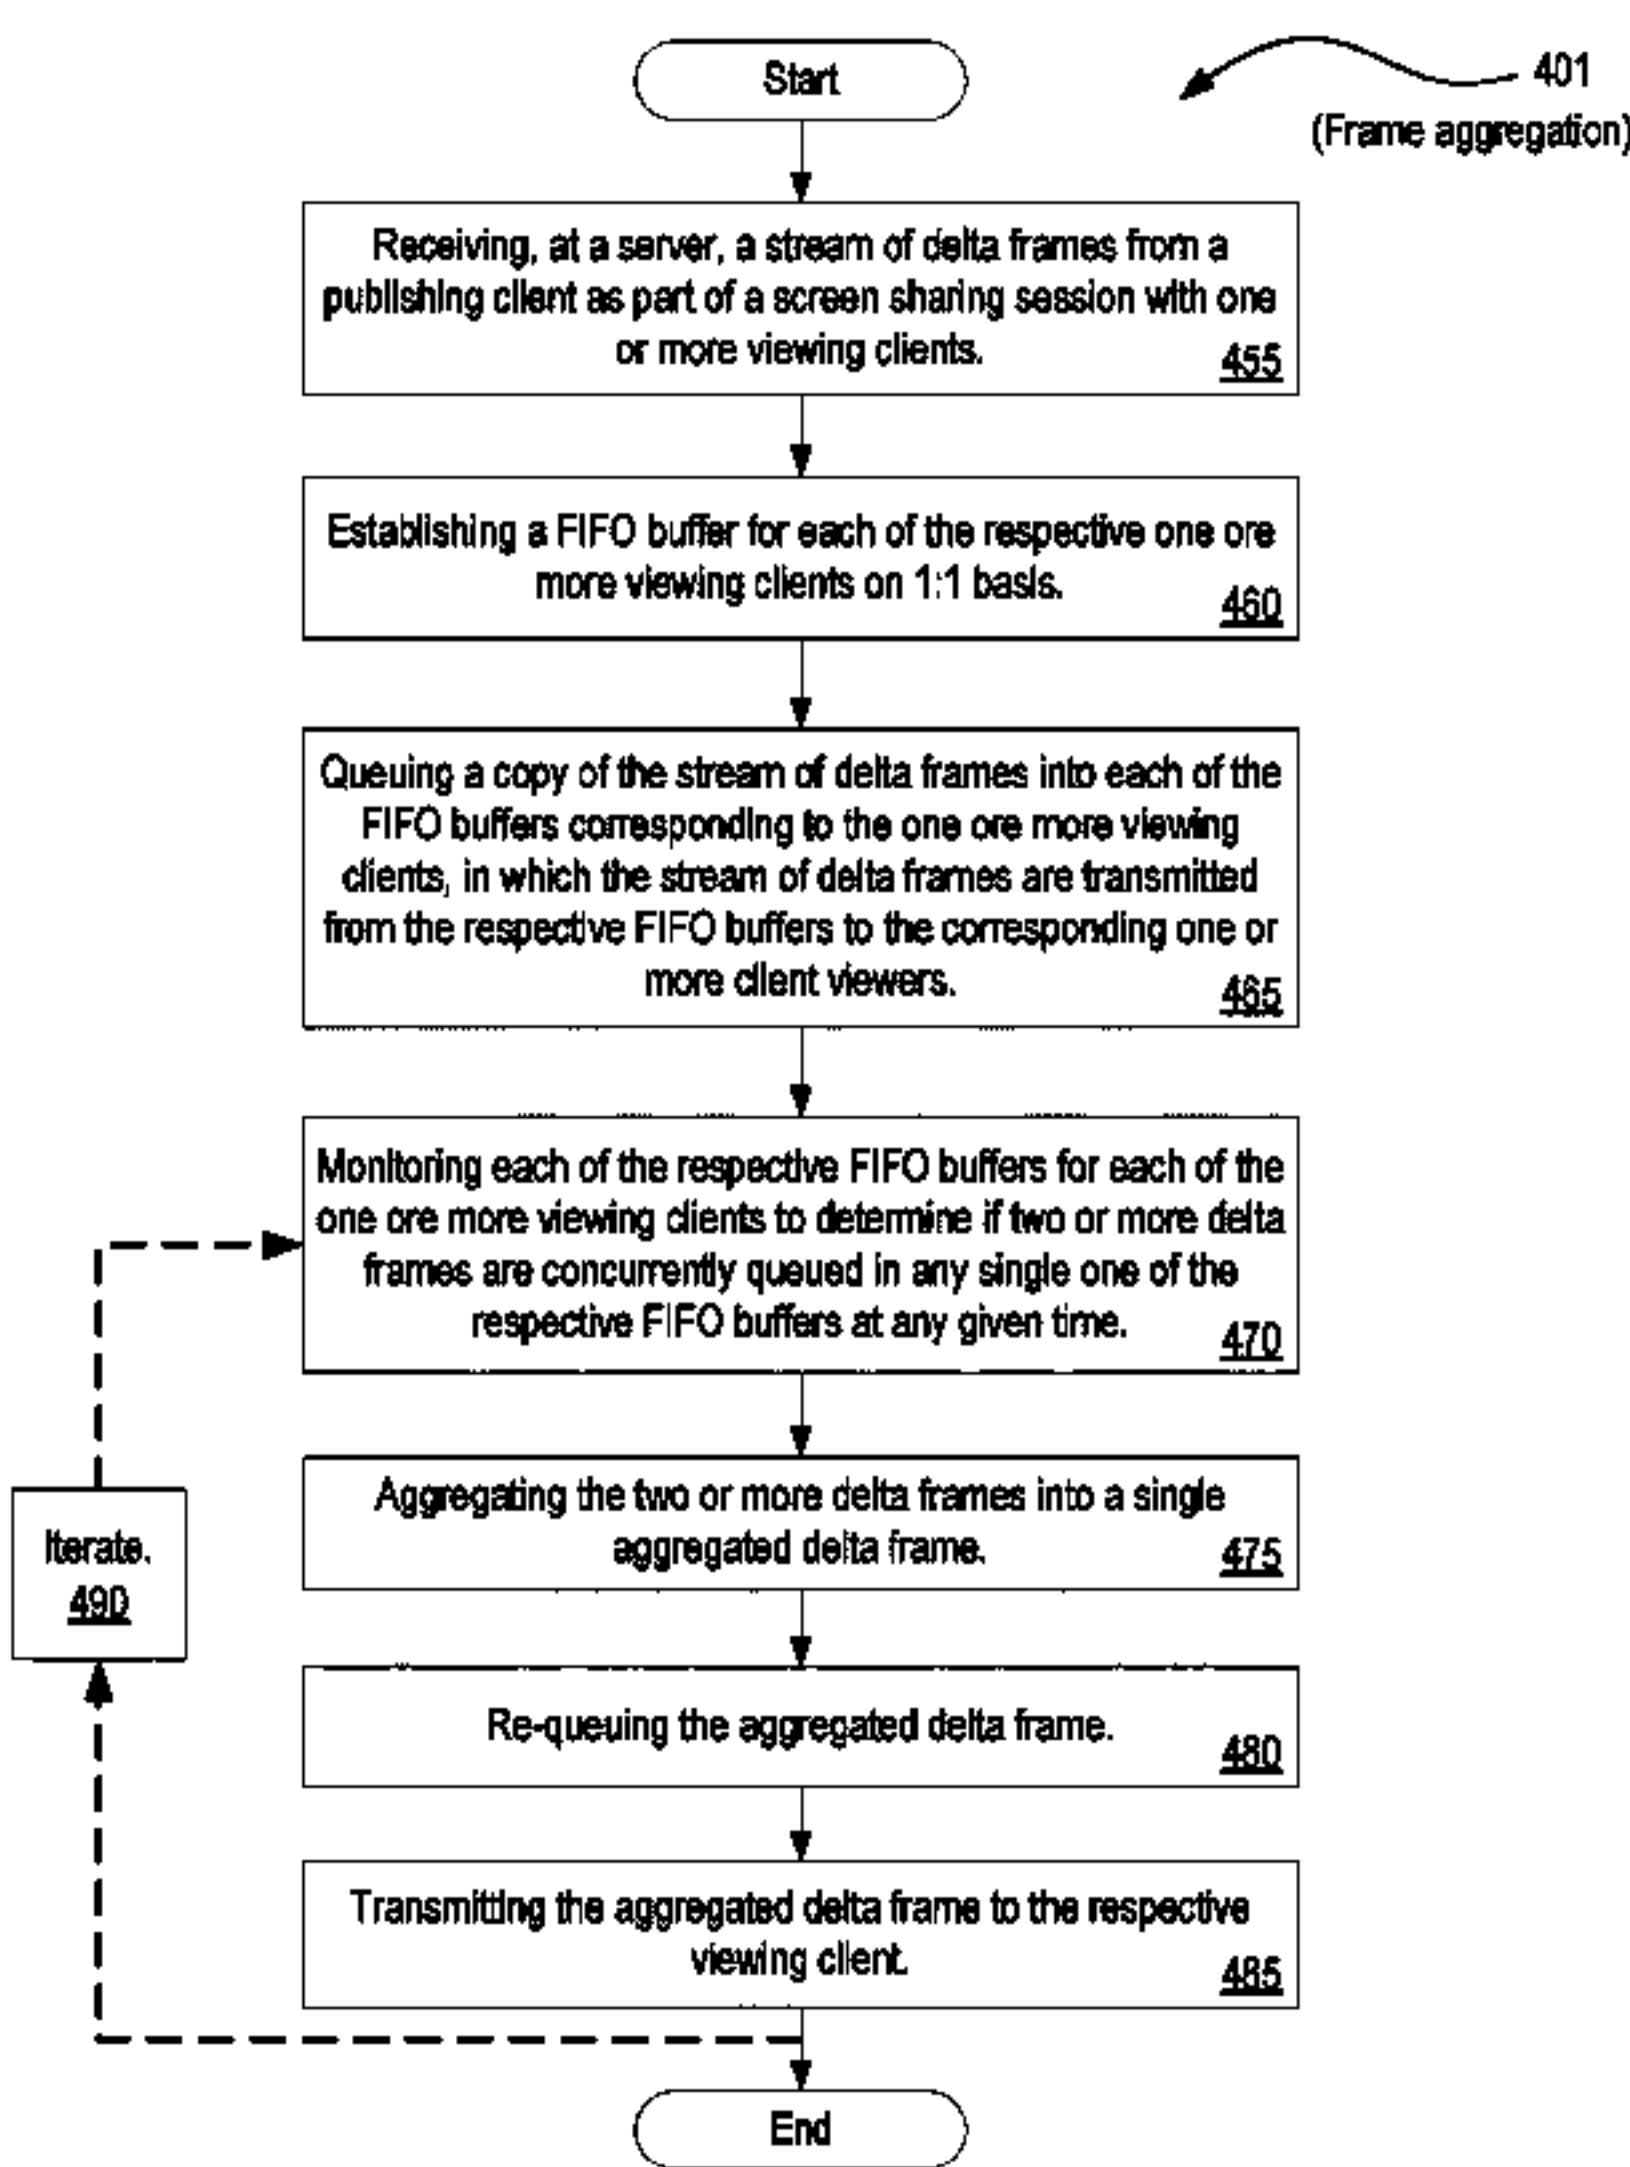 Start
401
(Frame aggregation)
Receiving, at a server, a stream of delta frames from a
publishing client as part of a screen sharing session with one
or more viewing clients.
455
Establishing a FIFO buffer for each of the respective one ore
more viewing clients on 1:1 basis.
460
Queuing a copy of the stream of delta frames into each of the
FIFO buffers corresponding to the one ore more viewing
clients, in which the stream of delta frames are transmitted
from the respective FIFO buffers to the corresponding one or
more client viewers.
465
Monitoring each of the respective FIFO buffers for each of the
one ore more viewing clients to determine if two or more delta
frames are concurrently queued in any single one of the
respective FIFO buffers at any given time.
470
Aggregating the two or more delta frames into a single
aggregated delta frame.
475
Iterate.
490
Re-queuing the aggregated delta frame.
480
Transmitting the aggregated delta frame to the respective
viewing client.
485
End